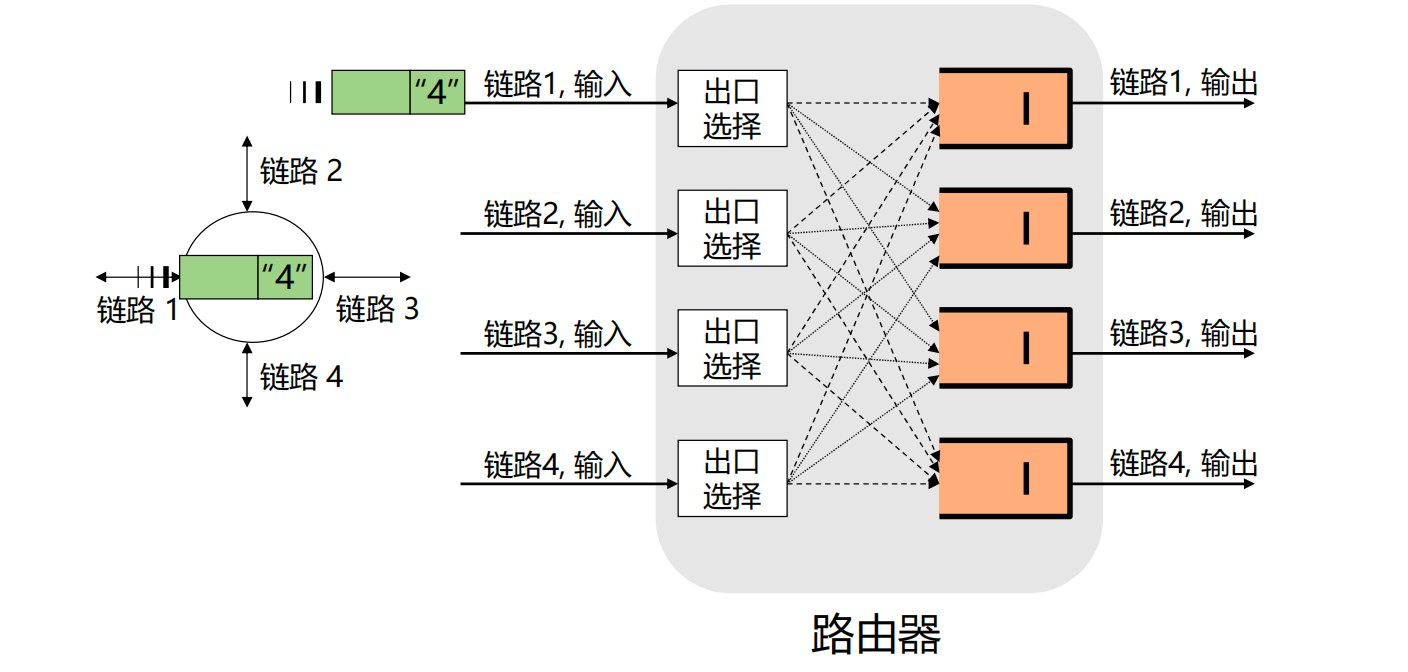 “4”
链路1, 输入
出口
选择
链路1, 输出
链路 2
链路2, 输入
出口
选择
链路2, 输出
“4”
链路 1
链路 3
链路3, 输入
出口
选择
链路3, 输出
链路 4
链路4, 输入
出口
选择
链路4, 输出
路由器